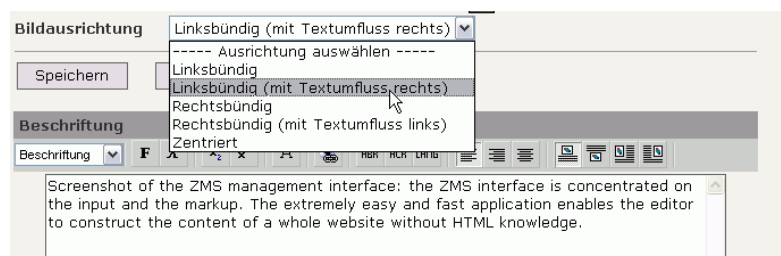 Bildausrichtung Linksbündig (mit Textumfluss rechts)
----- Ausrichtung auswählen -----
Linksbündig
Linksbündig (mit Textumfluss rechts)
Rechtsbündig
Rechtsbündig (mit Textumfluss links)
Zentriert
Speichern
Beschriftung
Beschriftung F
Screenshot of the ZMS management interface: the ZMS interface is concentrated on
the input and the markup. The extremely easy and fast application enables the editor
to construct the content of a whole website without HTML knowledge.